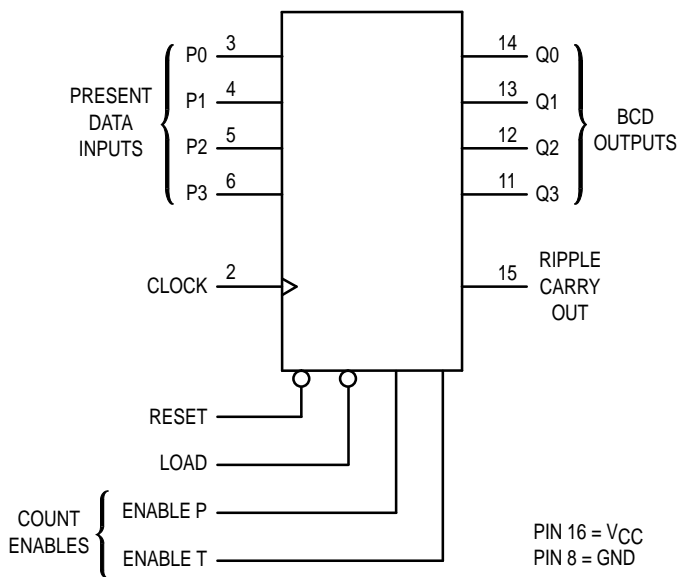 P0 3
P1 4
P2 5
P3 6
PRESENT
DATA
INPUTS
14 Q0
13 Q1
12 Q2
11 Q3
BCD
OUTPUTS
CLOCK 2
15
RIPPLE
CARRY
OUT
RESET
LOAD
COUNT
ENABLES
ENABLE P
ENABLE T
PIN 16 = VCC
PIN 8 = GND